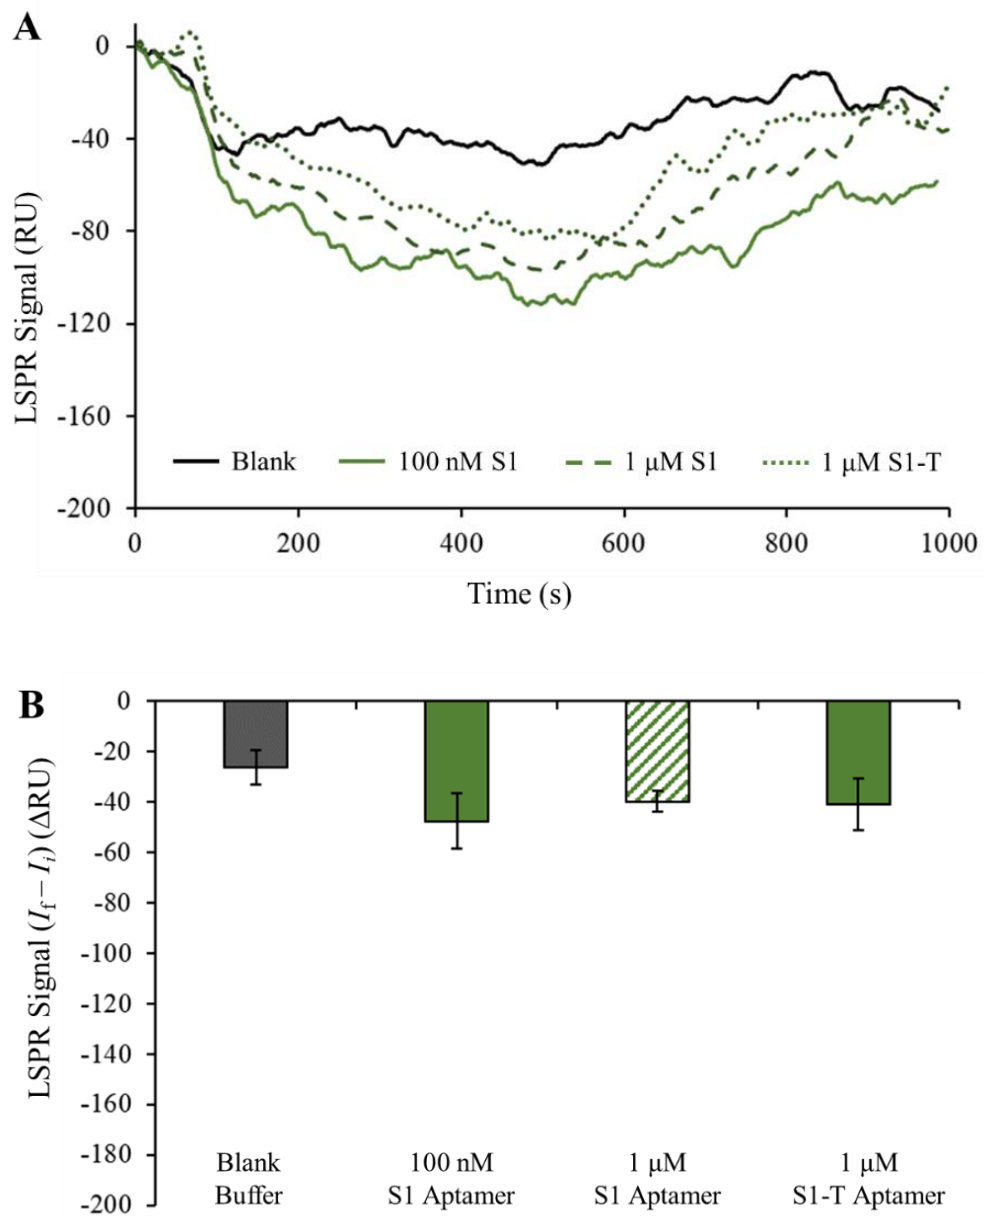 A
0
-40
-80
-120
-160
-200
LSPR Signal (RU)
Blank
100 nM S1
1 μM S1
1 μM S1-T
0 200 400 600 800 1000
Time (s)
B
0
-20
-40
-60
-80
-100
-120
-140
-160
-180
-200
LSPR Signal (If – Ii) (ΔRU)
Blank
Buffer
100 nM
S1 Aptamer
1 μM
S1 Aptamer
1 μM
S1-T Aptamer